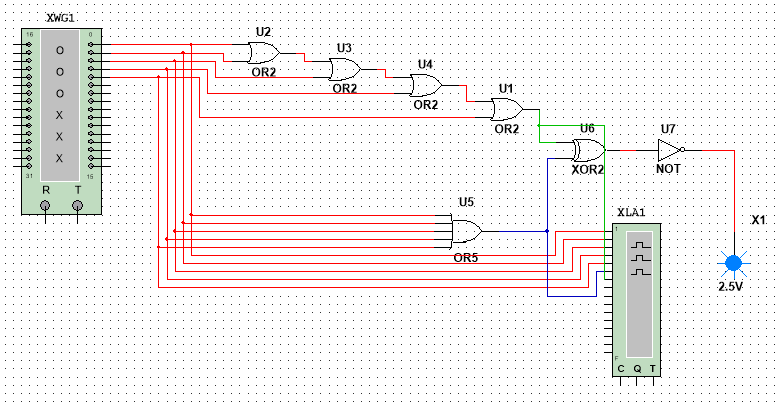 XWG1
16
0
O
O
O
X
X
X
31
15
R
T
U2
OR2
U3
OR2
U4
OR2
U1
OR2
U6
XOR2
U7
NOT
U5
OR5
XLA1
1
F
C Q T
X1
2.5V